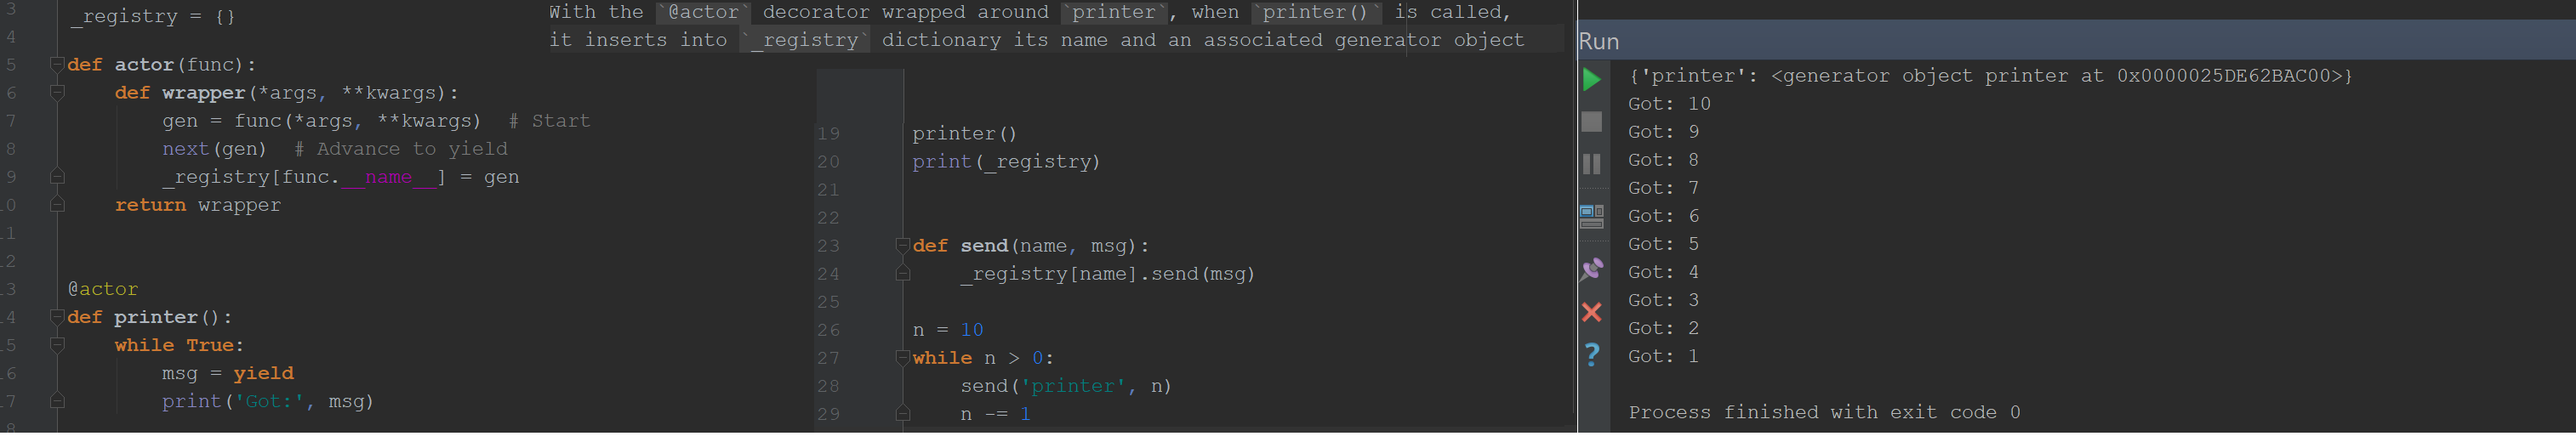 3 _registry = {}
4
5 def actor(func):
6     def wrapper(*args, **kwargs):
7         gen = func(*args, **kwargs)  # Start
8         next(gen)  # Advance to yield
9         _registry[func.__name__] = gen
0     return wrapper
1
2
3 @actor
4 def printer():
5     while True:
6         msg = yield
7         print('Got:', msg)
8
With the `@actor` decorator wrapped around `printer`, when `printer()` is called,
it inserts into `_registry` dictionary its name and an associated generator object
19 printer()
20 print(_registry)
21
22
23 def send(name, msg):
24     _registry[name].send(msg)
25
26 n = 10
27 while n > 0:
28     send('printer', n)
29     n -= 1
Run
{'printer': <generator object printer at 0x0000025DE62BAC00>}
Got: 10
Got: 9
Got: 8
Got: 7
Got: 6
Got: 5
Got: 4
Got: 3
Got: 2
Got: 1
Process finished with exit code 0